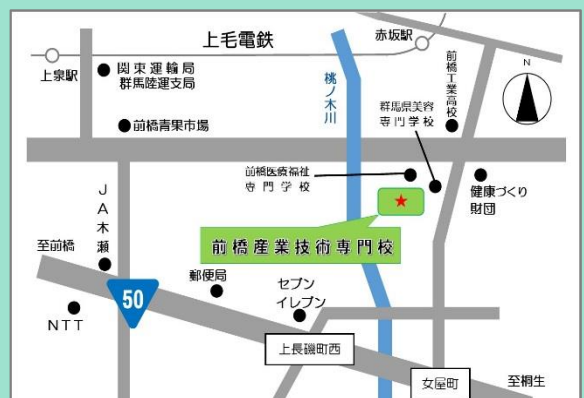 上毛電鉄
赤坂駅
上泉駅
関東運輸局
群馬陸運支局
桃ノ木川
前橋工業高校
N
群馬県美容
専門学校
前橋青果市場
前橋医療福祉
専門学校
健康づくり
財団
JA木瀬
★
前橋産業技術専門校
至前橋
郵便局
セブン
イレブン
50
NTT
上長磯町西
女屋町
至桐生